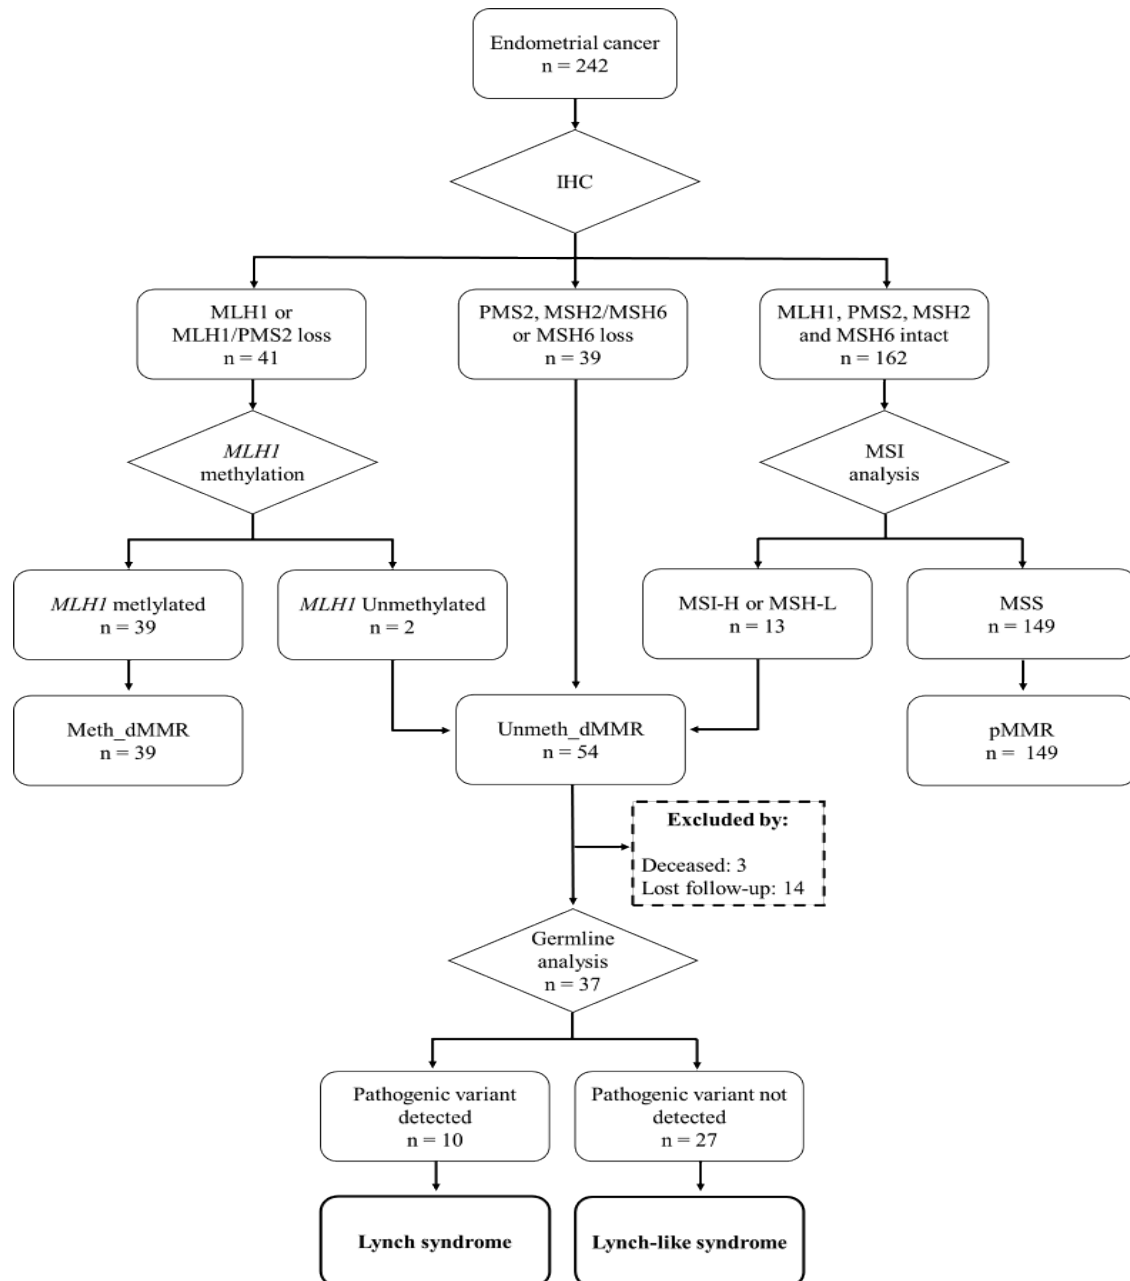 Endometrial cancer
n = 242
IHC
MLH1 or
MLH1/PMS2 loss
n = 41
PMS2, MSH2/MSH6
or MSH6 loss
n = 39
MLH1, PMS2, MSH2
and MSH6 intact
n = 162
MLH1
methylation
MSI
analysis
MLH1 metlylated
n = 39
MLH1 Unmethylated
n = 2
MSI-H or MSH-L
n = 13
MSS
n = 149
Meth_dMMR
n = 39
Unmeth_dMMR
n = 54
pMMR
n = 149
Excluded by:
Deceased: 3
Lost follow-up: 14
Germline
analysis
n = 37
Pathogenic variant
detected
n = 10
Pathogenic variant not
detected
n = 27
Lynch syndrome
Lynch-like syndrome